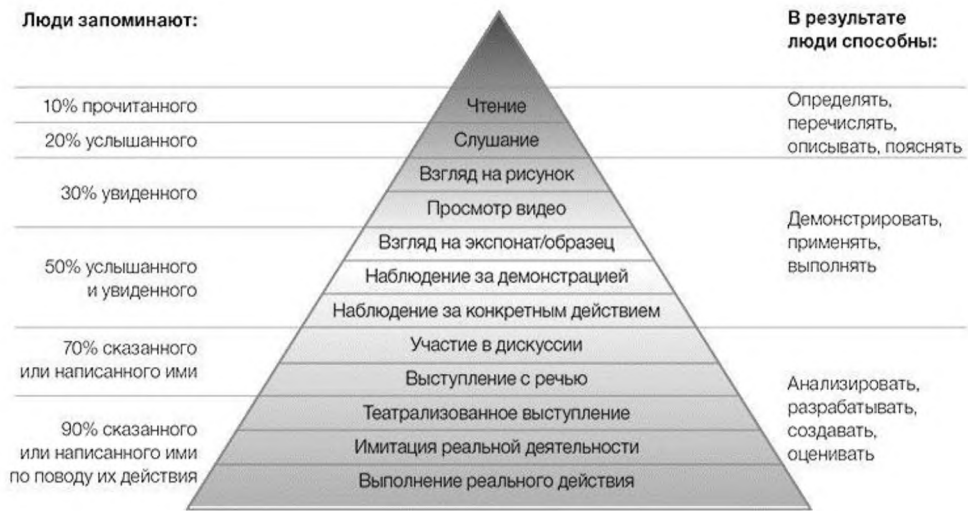 Люди запоминают:
В результате
люди способны:
10% прочитанного
20% услышанного
30% увиденного
50% услышанного
и увиденного
70% сказанного
или написанного ими
90% сказанного
или написанного ими
по поводу их действия
Чтение
Слушание
Взгляд на рисунок
Просмотр видео
Взгляд на экспонат/образец
Наблюдение за демонстрацией
Наблюдение за конкретным действием
Участие в дискуссии
Выступление с речью
Театрализованное выступление
Имитация реальной деятельности
Выполнение реального действия
Определять,
перечислять,
описывать, пояснять
Демонстрировать,
применять,
выполнять
Анализировать,
разрабатывать,
создавать,
оценивать